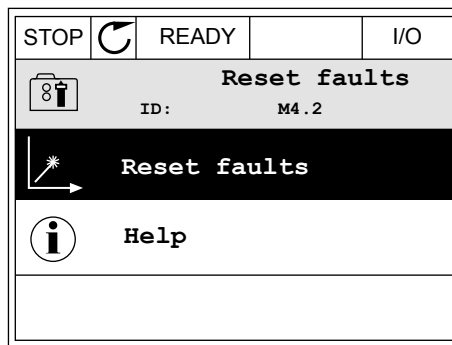 STOP READY I/O
Reset faults
ID: M4.2
Reset faults
Help